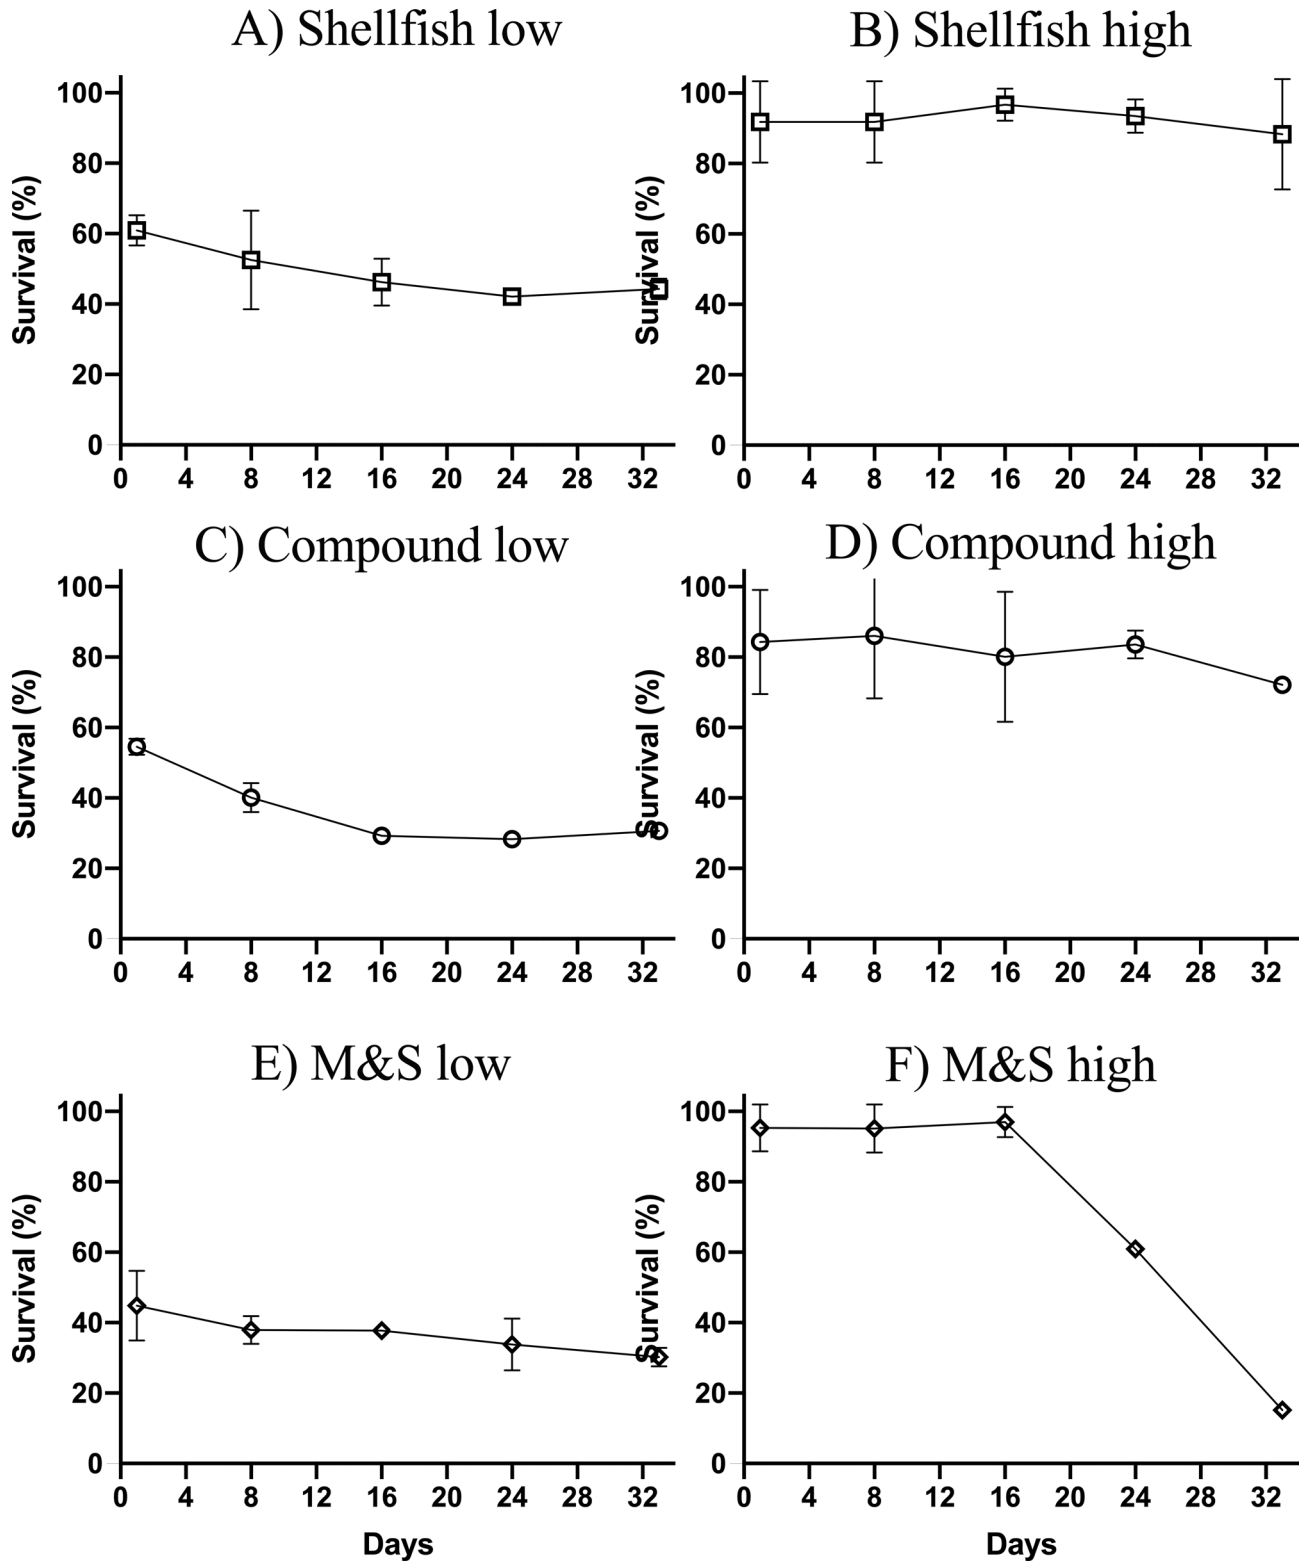 A) Shellfish low
B) Shellfish high
Survival (%)
100
80
60
40
20
0
0 4 8 12 16 20 24 28 32
Survival (%)
100
80
60
40
20
0
0 4 8 12 16 20 24 28 32
C) Compound low
D) Compound high
Survival (%)
100
80
60
40
20
0
0 4 8 12 16 20 24 28 32
Survival (%)
100
80
60
40
20
0
0 4 8 12 16 20 24 28 32
E) M&S low
F) M&S high
Survival (%)
100
80
60
40
20
0
0 4 8 12 16 20 24 28 32
Days
Survival (%)
100
80
60
40
20
0
0 4 8 12 16 20 24 28 32
Days